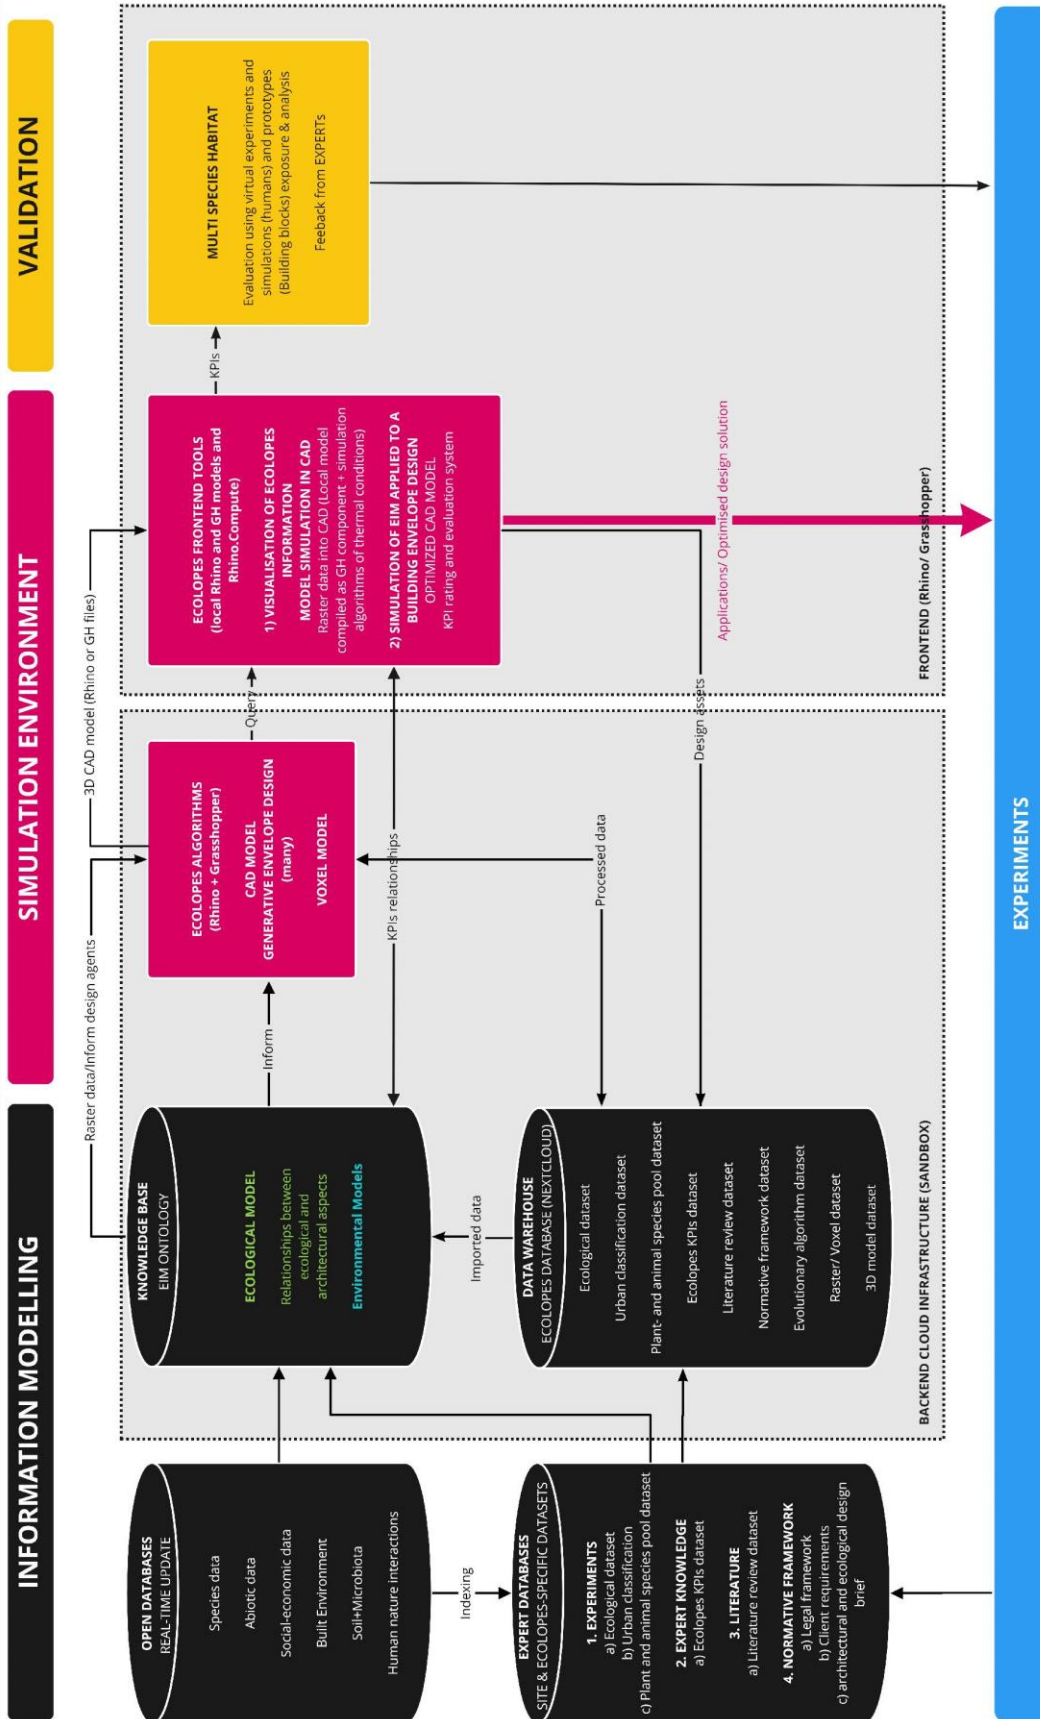 INFORMATION MODELLING
SIMULATION ENVIRONMENT
VALIDATION
Raster data/Inform design agents
3D CAD model (Rhino or GH files)
OPEN DATABASES
REAL-TIME UPDATE
Species data
Abiotic data
Social-economic data
Built Environment
Soil+Microbiota
Human nature interactions
Indexing
EXPERT DATABASES
SITE & ECOLOPES-SPECIFIC DATASETS
1. EXPERIMENTS
a) Ecological dataset
b) Urban classification
c) Plant and animal species pool dataset
2. EXPERT KNOWLEDGE
a) Ecolopes KPIs dataset
3. LITERATURE
a) Literature review dataset
4. NORMATIVE FRAMEWORK
a) Legal framework
b) Client requirements
c) architectural and ecological design
brief
KNOWLEDGE BASE
EIM ONTOLOGY
ECOLOGICAL MODEL
Relationships between
ecological and
architectural aspects
Environmental Models
Imported data
DATA WAREHOUSE
ECOLOPES DATABASE (NEXTCLOUD)
Ecological dataset
Urban classification dataset
Plant- and animal species pool dataset
Ecolopes KPIs dataset
Literature review dataset
Normative framework dataset
Evolutionary algorithm dataset
Raster/ Voxel dataset
3D model dataset
BACKEND CLOUD INFRASTRUCTURE (SANDBOX)
Inform
KPIs relationships
Processed data
ECOLOPES ALGORITHMS
(Rhino + Grasshopper)
CAD MODEL
GENERATIVE ENVELOPE DESIGN
(many)
VOXEL MODEL
Query
Design assets
ECOLOPES FRONTEND TOOLS
(local Rhino and GH models and
Rhino.Compute)
1) VISUALISATION OF ECOLOPES
INFORMATION
MODEL SIMULATION IN CAD
Raster data into CAD (Local model
compiled as GH component + simulation
algorithms of thermal conditions)
2) SIMULATION OF EIM APPLIED TO A
BUILDING ENVELOPE DESIGN
OPTIMIZED CAD MODEL
KPI rating and evaluation system
Applications/ Optimised design solution
FRONTEND (Rhino/ Grasshopper)
KPIs
MULTI SPECIES HABITAT
Evaluation using virtual experiments and
simulations (humans) and prototypes
(Building blocks) exposure & analysis
Feeback from EXPERTs
EXPERIMENTS